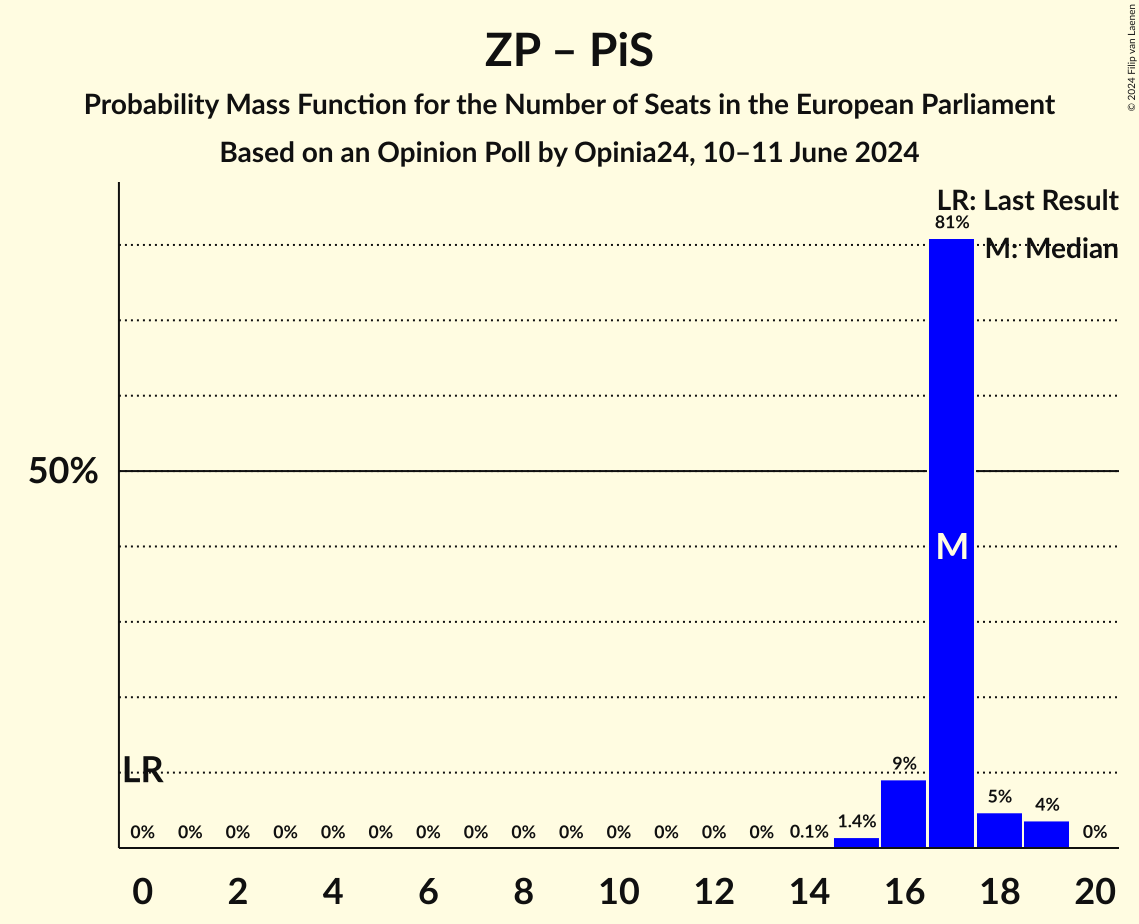 ZP – PiS
Probability Mass Function for the Number of Seats in the European Parliament
Based on an Opinion Poll by Opinia24, 10–11 June 2024
© 2024 Filip van Laenen
LR: Last Result
81%
M: Median
50%
M
LR
9%
0% 0% 0% 0% 0% 0% 0% 0% 0% 0% 0% 0% 0% 0% 0.1% 1.4% 5% 4% 0%
0 2 4 6 8 10 12 14 16 18 20